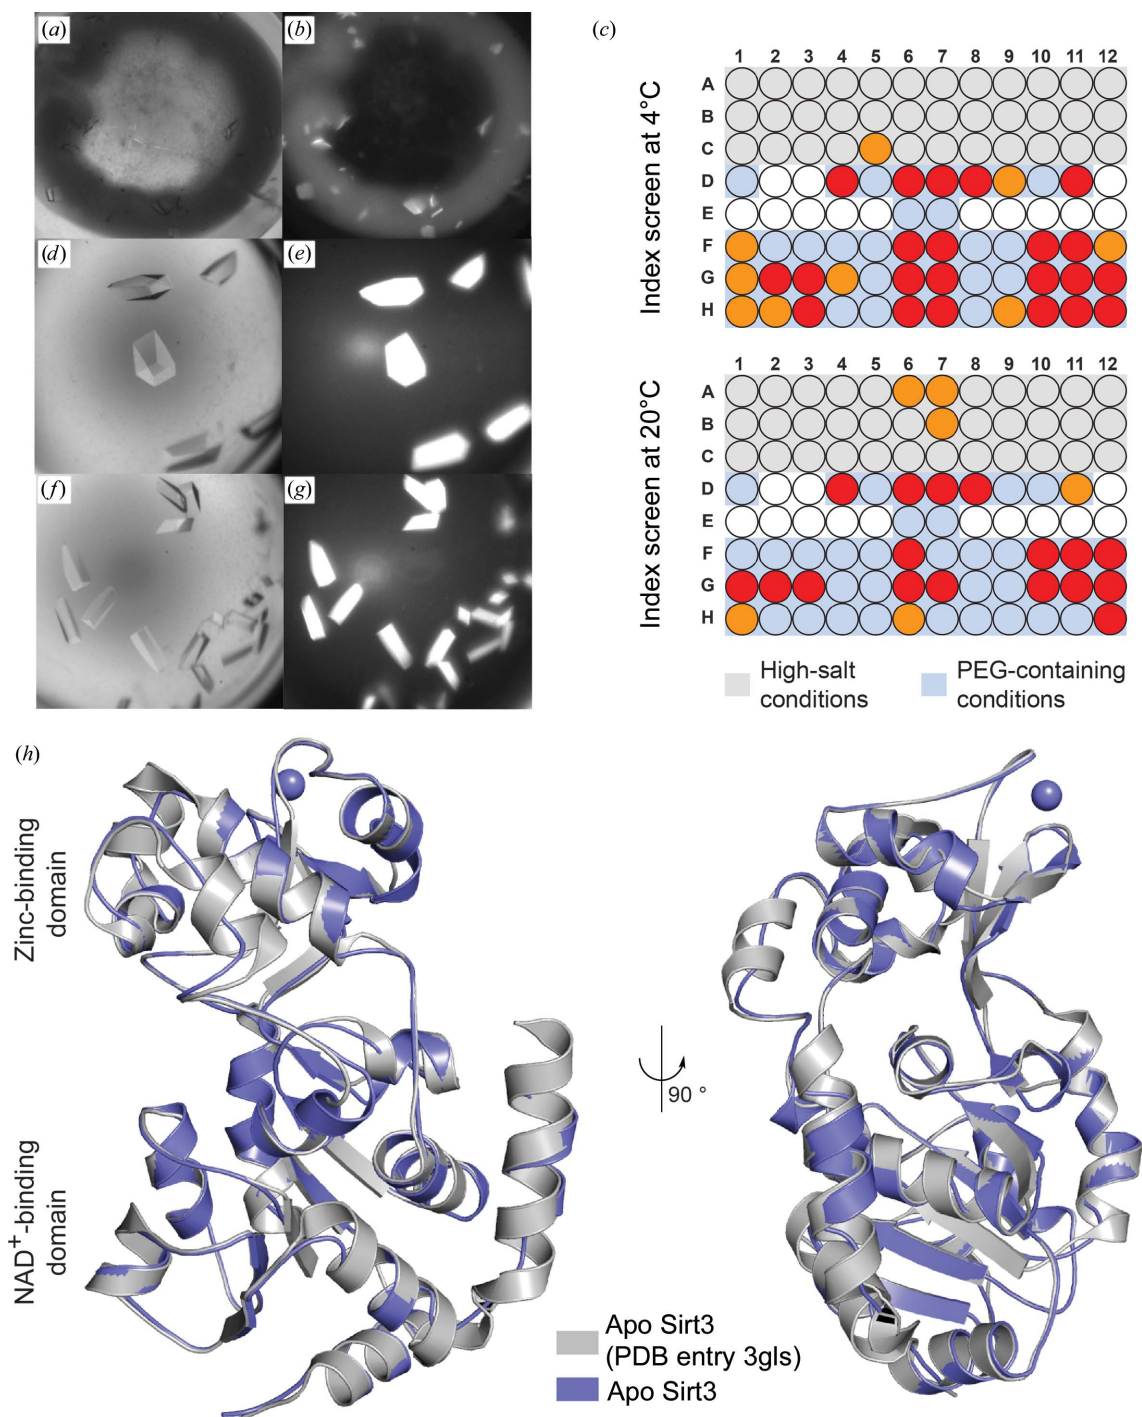 (a)
(b)
(c)
(d)
(e)
(f)
(g)
Index screen at 4°C
1 2 3 4 5 6 7 8 9 10 11 12
A
B
C
D
E
F
G
H
Index screen at 20°C
1 2 3 4 5 6 7 8 9 10 11 12
A
B
C
D
E
F
G
H
High-salt
conditions
PEG-containing
conditions
(h)
Zinc-binding
domain
NAD⁺-binding
domain
90 °
Apo Sirt3
(PDB entry 3gls)
Apo Sirt3